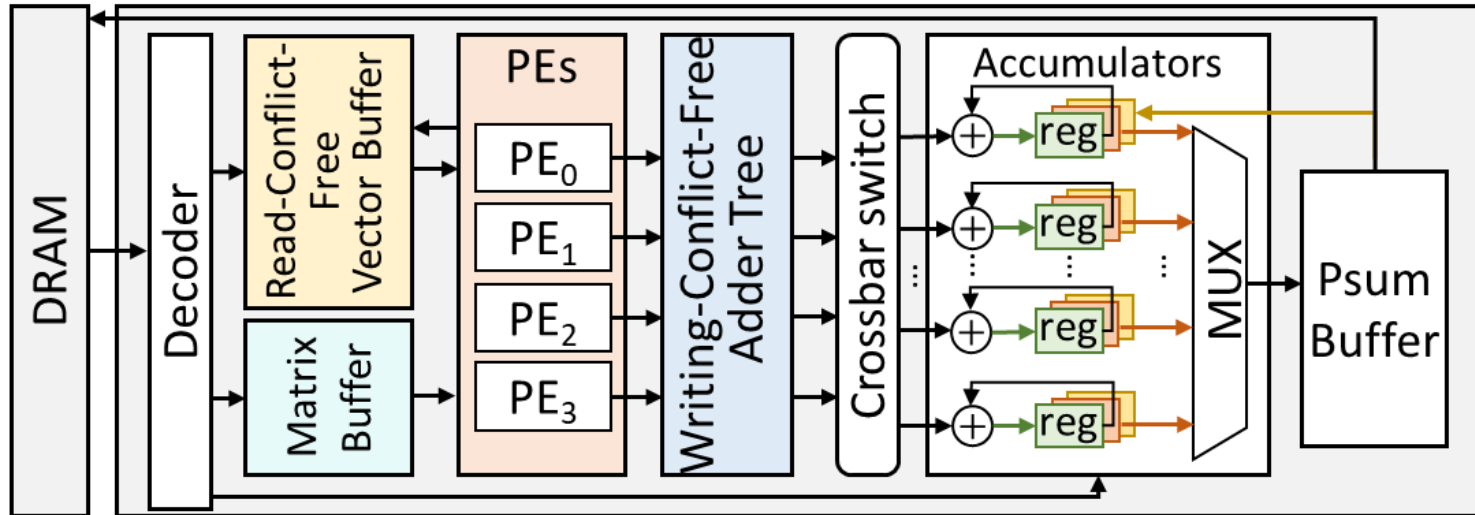 DRAM
Decoder
Read-Conflict-
Free
Vector Buffer
Matrix
Buffer
PEs
PE₀
PE₁
PE₂
PE₃
Writing-Conflict-Free
Adder Tree
Crossbar switch
...
Accumulators
+
reg
+
reg
...
...
...
+
reg
+
reg
MUX
Psum
Buffer